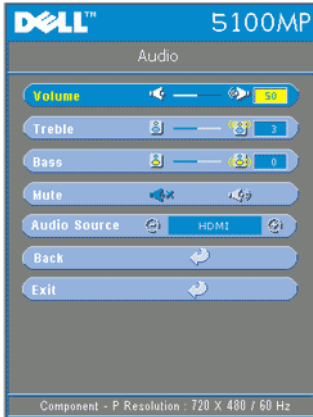 DELL™ 5100MP
Audio
Volume 50
Treble 3
Bass 0
Mute
Audio Source HDMI
Back
Exit
Component - P Resolution : 720 X 480 / 60 Hz